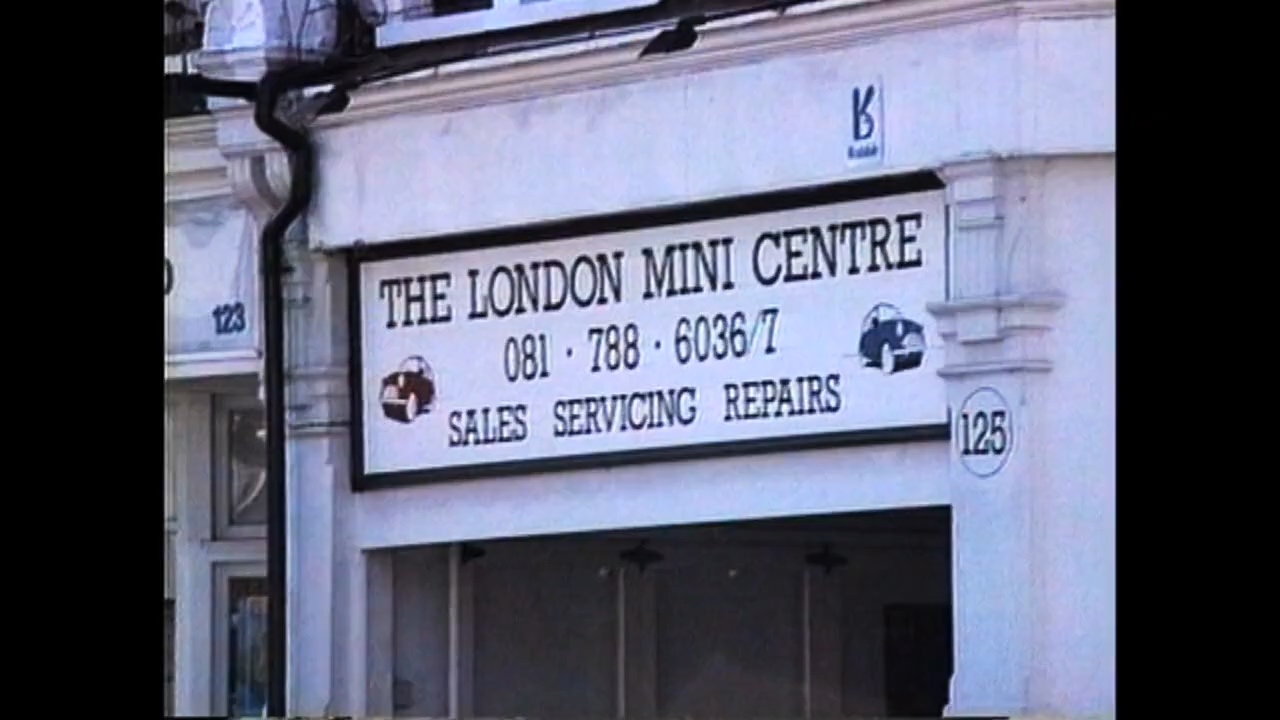 THE LONDON MINI CENTRE
081 · 788 · 6036/7
SALES SERVICING REPAIRS
123
125